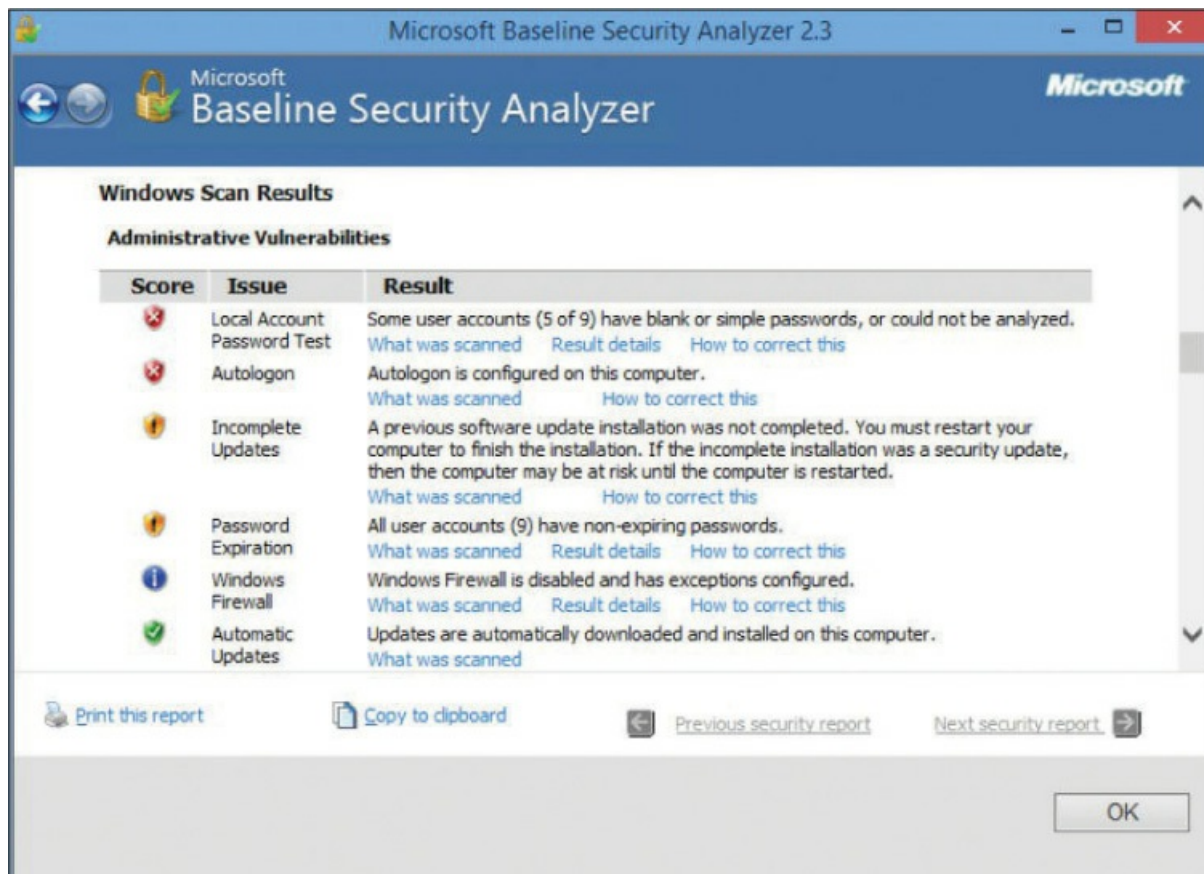 Microsoft Baseline Security Analyzer 2.3
Microsoft
Baseline Security Analyzer
Microsoft
Windows Scan Results
Administrative Vulnerabilities
Score Issue Result
Local Account Some user accounts (5 of 9) have blank or simple passwords, or could not be analyzed.
Password Test What was scanned Result details How to correct this
Autologon Autologon is configured on this computer.
What was scanned How to correct this
Incomplete A previous software update installation was not completed. You must restart your
Updates computer to finish the installation. If the incomplete installation was a security update,
then the computer may be at risk until the computer is restarted.
What was scanned How to correct this
Password All user accounts (9) have non-expiring passwords.
Expiration What was scanned Result details How to correct this
Windows Windows Firewall is disabled and has exceptions configured.
Firewall What was scanned Result details How to correct this
Automatic Updates are automatically downloaded and installed on this computer.
Updates What was scanned
Print this report Copy to clipboard Previous security report Next security report
OK